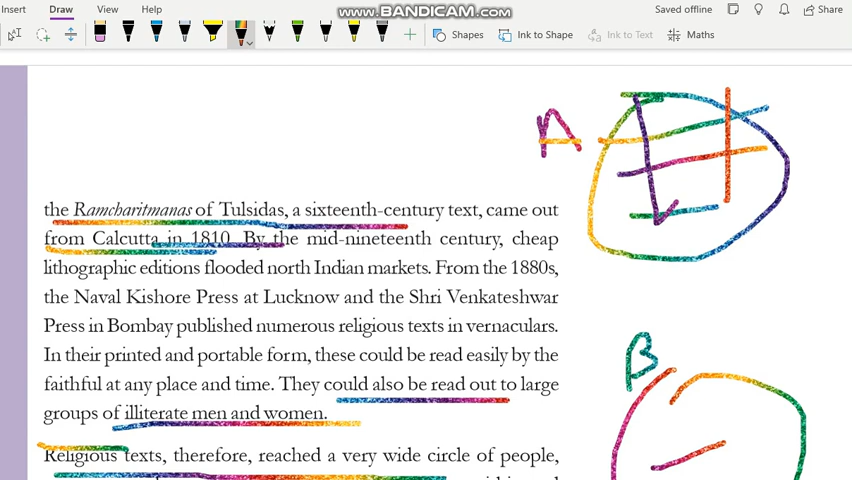 www.BANDICAM.com
Insert Draw View Help Saved offline Share
Shapes Ink to Shape Ink to Text Maths
A
the Ramcharitmanas of Tulsidas, a sixteenth-century text, came out
from Calcutta in 1810. By the mid-nineteenth century, cheap
lithographic editions flooded north Indian markets. From the 1880s,
the Naval Kishore Press at Lucknow and the Shri Venkateshwar
Press in Bombay published numerous religious texts in vernaculars.
In their printed and portable form, these could be read easily by the
faithful at any place and time. They could also be read out to large
groups of illiterate men and women.
B
Religious texts, therefore, reached a very wide circle of people,